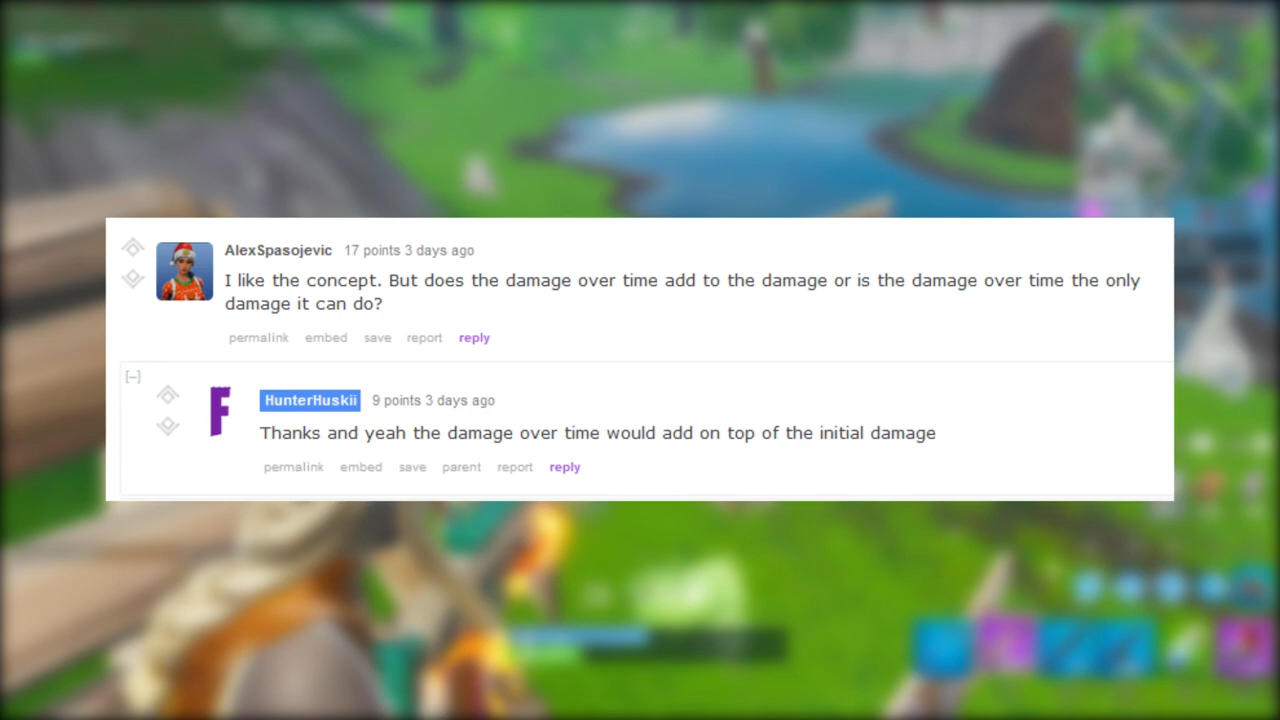 AlexSpasojevic 17 points 3 days ago
I like the concept. But does the damage over time add to the damage or is the damage over time the only
damage it can do?
permalink embed save report reply
[–]
F
HunterHuskii 9 points 3 days ago
Thanks and yeah the damage over time would add on top of the initial damage
permalink embed save parent report reply